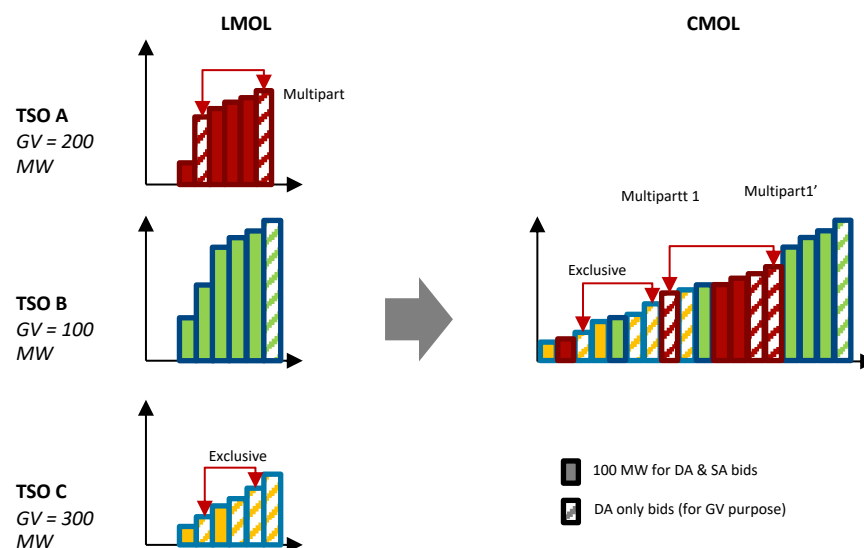 LMOL
CMOL
TSO A
GV = 200
MW
Multipart
TSO B
GV = 100
MW
Multipartt 1
Multipart1’
Exclusive
TSO C
GV = 300
MW
Exclusive
100 MW for DA & SA bids
DA only bids (for GV purpose)